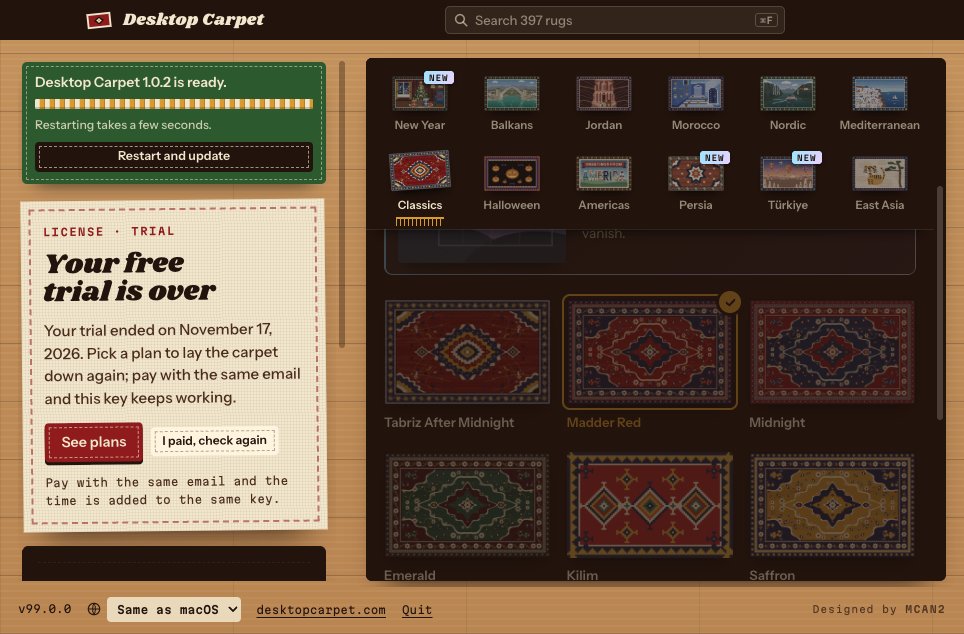 Desktop Carpet
Search 397 rugs
⌘F
Desktop Carpet 1.0.2 is ready.
Restarting takes a few seconds.
Restart and update
LICENSE · TRIAL
Your free
trial is over
Your trial ended on November 17,
2026. Pick a plan to lay the carpet
down again; pay with the same email
and this key keeps working.
See plans
I paid, check again
Pay with the same email and the
time is added to the same key.
NEW
New Year
Balkans
Jordan
Morocco
Nordic
Mediterranean
NEW
NEW
Classics
Halloween
Americas
Persia
Türkiye
East Asia
vanish.
Tabriz After Midnight
Madder Red
Midnight
Emerald
Kilim
Saffron
v99.0.0
Same as macOS
desktopcarpet.com
Quit
Designed by MCAN2